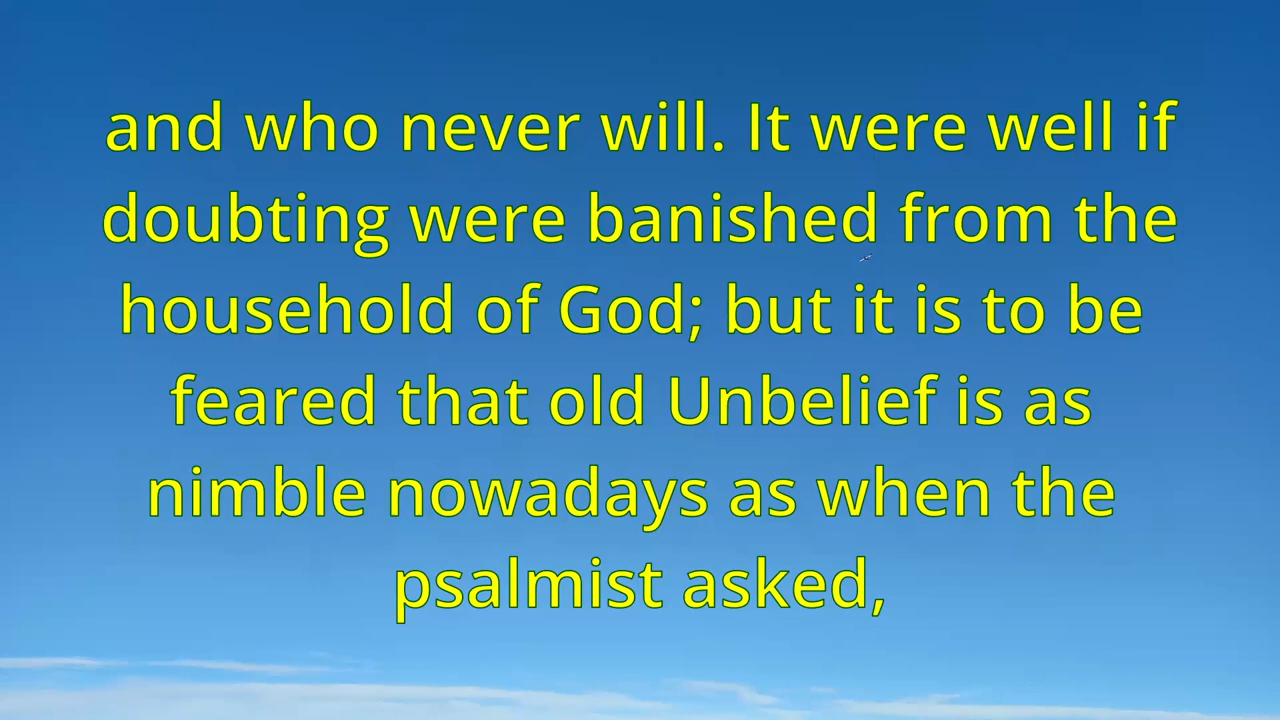 and who never will. It were well if
doubting were banished from the
household of God; but it is to be
feared that old Unbelief is as
nimble nowadays as when the
psalmist asked,